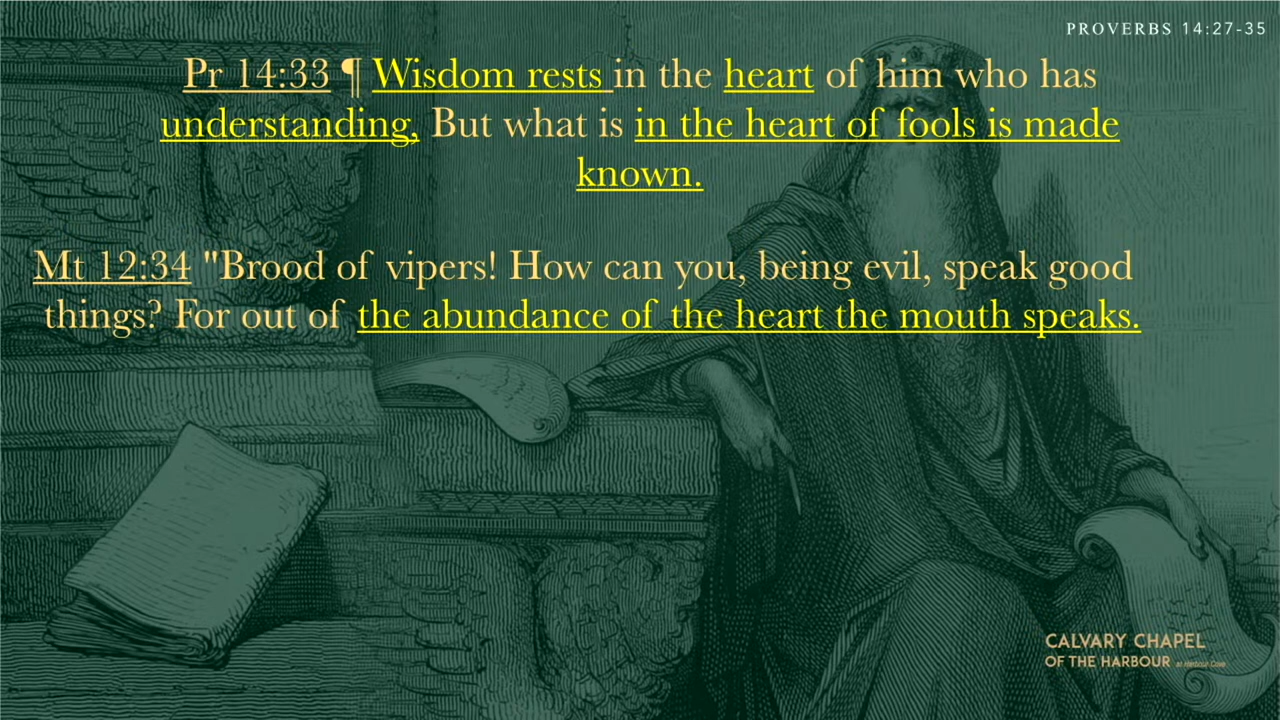 PROVERBS 14:27-35
Pr 14:33 ¶ Wisdom rests in the heart of him who has
understanding, But what is in the heart of fools is made
known.
Mt 12:34 "Brood of vipers! How can you, being evil, speak good
things? For out of the abundance of the heart the mouth speaks.
CALVARY CHAPEL
OF THE HARBOUR at Harbour Cove